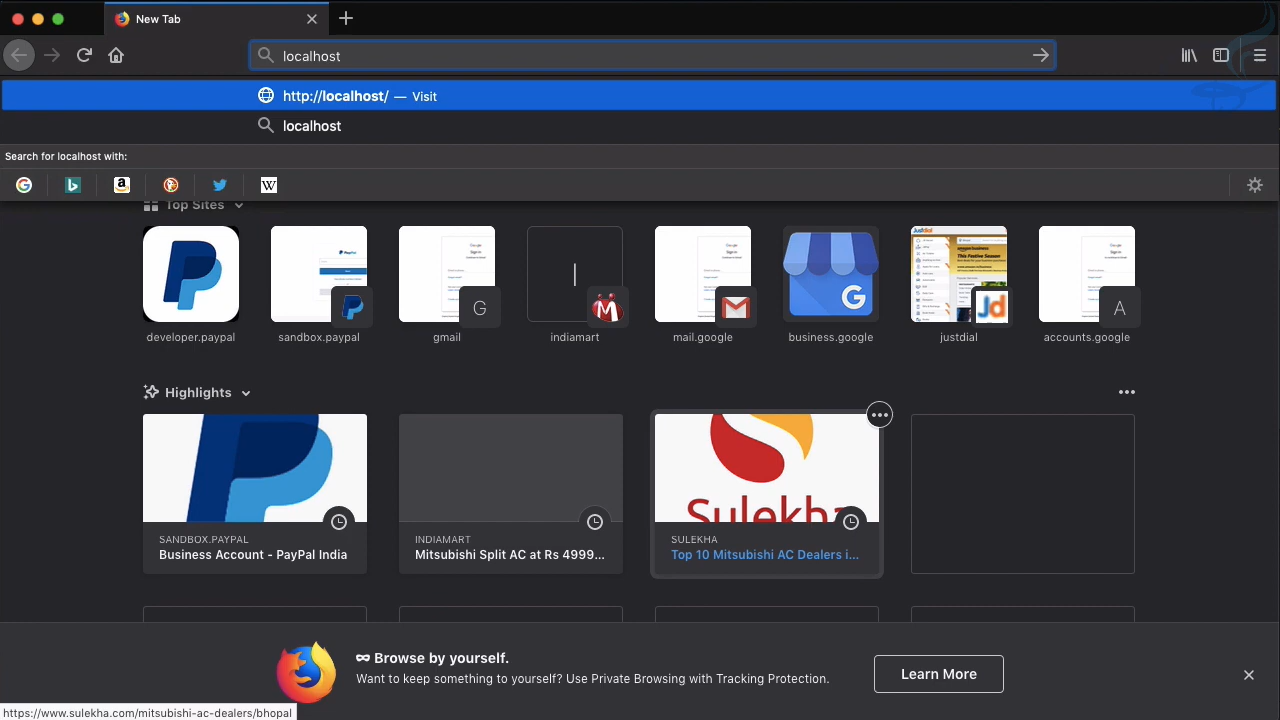 New Tab
localhost
http://localhost/ — Visit
localhost
Search for localhost with:
Top Sites
developer.paypal
sandbox.paypal
gmail
indiamart
mail.google
business.google
justdial
accounts.google
G
A
Highlights
SANDBOX.PAYPAL
Business Account - PayPal India
INDIAMART
Mitsubishi Split AC at Rs 4999...
Sulekha
SULEKHA
Top 10 Mitsubishi AC Dealers i...
Browse by yourself.
Want to keep something to yourself? Use Private Browsing with Tracking Protection.
Learn More
https://www.sulekha.com/mitsubishi-ac-dealers/bhopal